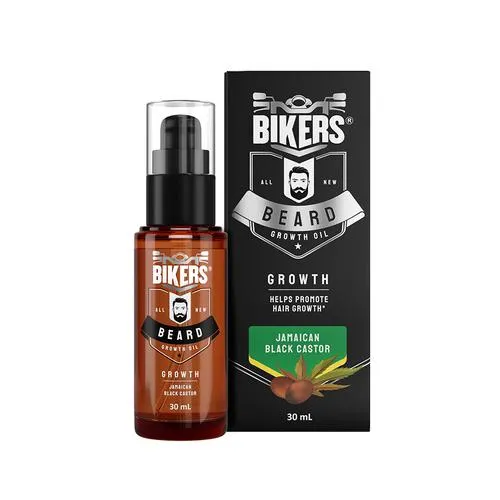 BIKERS®
ALL NEW
BEARD
GROWTH OIL
GROWTH
JAMAICAN
BLACK CASTOR
30 mL
BIKERS®
ALL NEW
BEARD
GROWTH OIL
GROWTH
HELPS PROMOTE
HAIR GROWTH*
JAMAICAN
BLACK CASTOR
30 mL